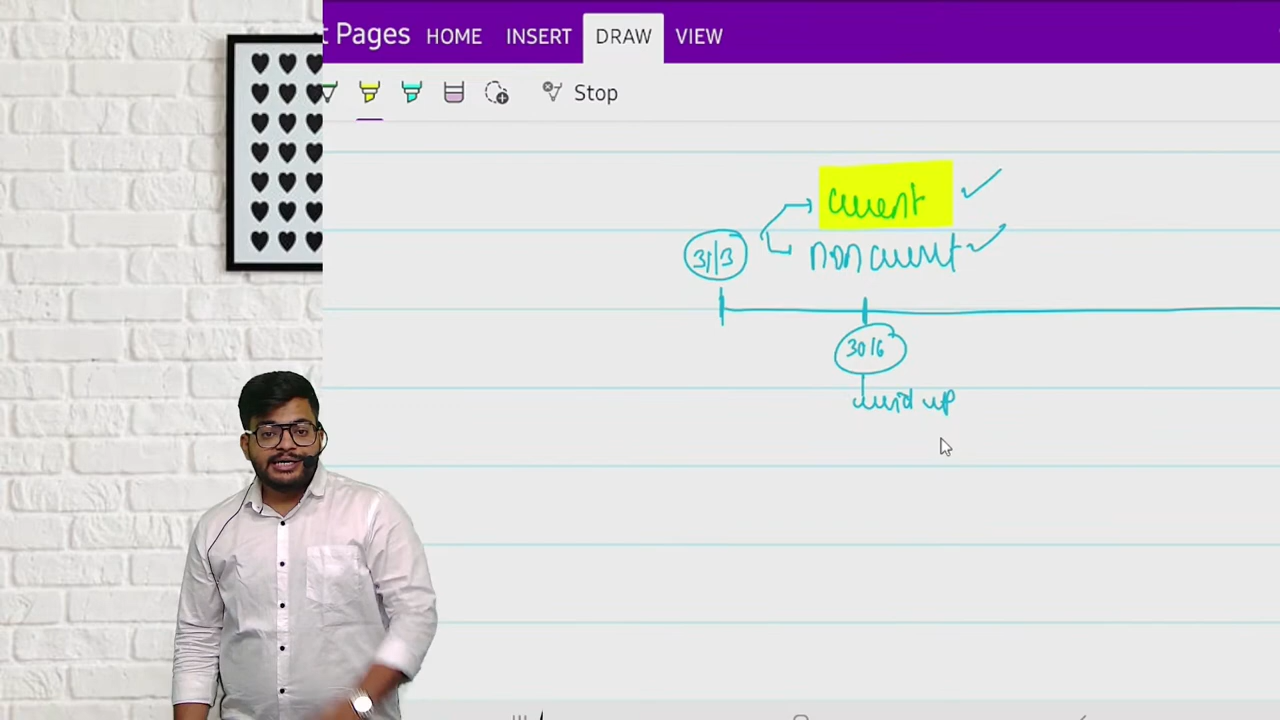 t Pages HOME INSERT DRAW VIEW
Stop
current
31/3
non current
30/6
wind up